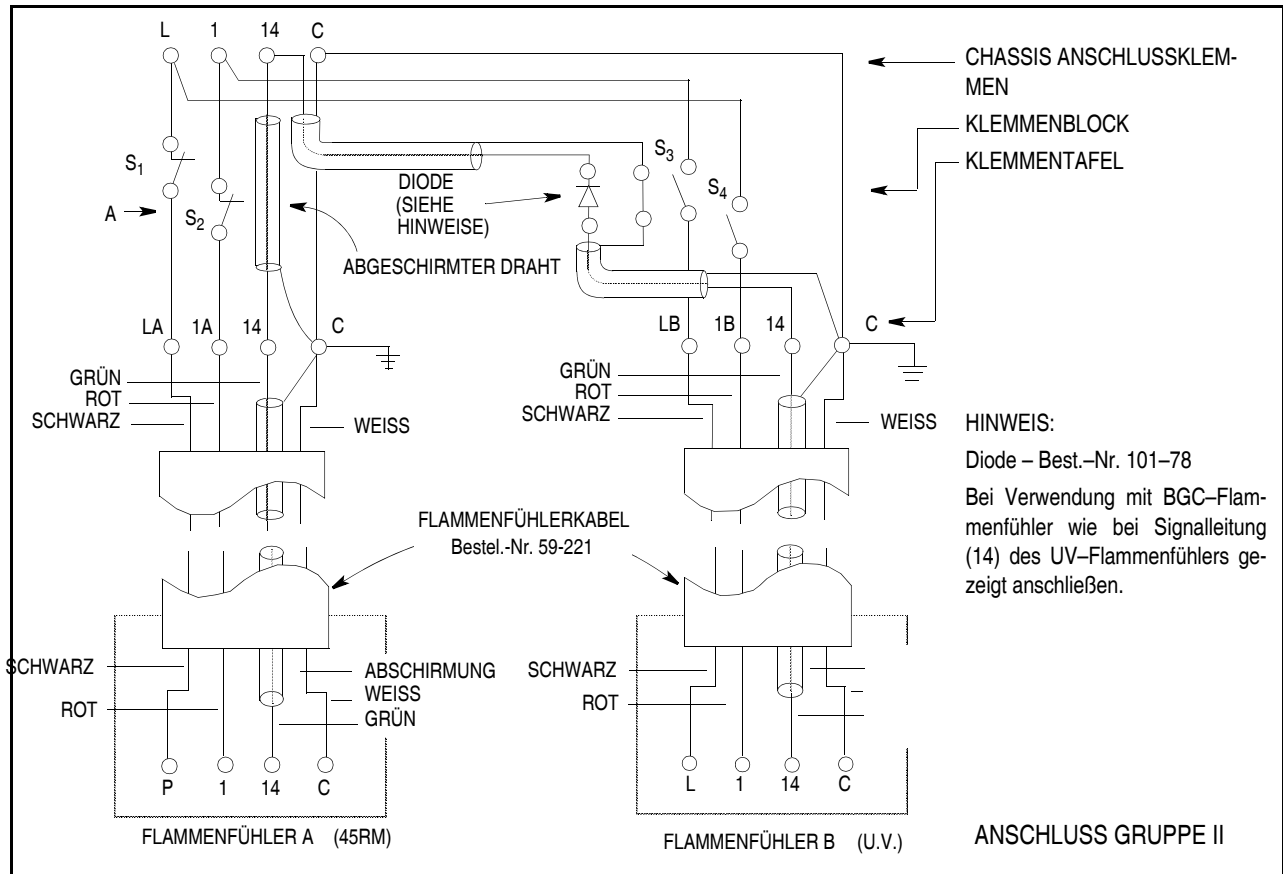 L 1 14 C
CHASSIS ANSCHLUSSKLEM-
MEN
KLEMMENBLOCK
KLEMMENTAFEL
S1
S2
S3
S4
A
DIODE
(SIEHE
HINWEISE)
ABGESCHIRMTER DRAHT
LA 1A 14 C
LB 1B 14 C
GRÜN
ROT
SCHWARZ
WEISS
GRÜN
ROT
SCHWARZ
WEISS
HINWEIS:
Diode – Best.–Nr. 101–78
Bei Verwendung mit BGC–Flam-
menfühler wie bei Signalleitung
(14) des UV–Flammenfühlers ge-
zeigt anschließen.
FLAMMENFÜHLERKABEL
Bestel.-Nr. 59-221
SCHWARZ
ROT
ABSCHIRMUNG
WEISS
GRÜN
SCHWARZ
ROT
P 1 14 C
L 1 14 C
FLAMMENFÜHLER A (45RM)
FLAMMENFÜHLER B (U.V.)
ANSCHLUSS GRUPPE II